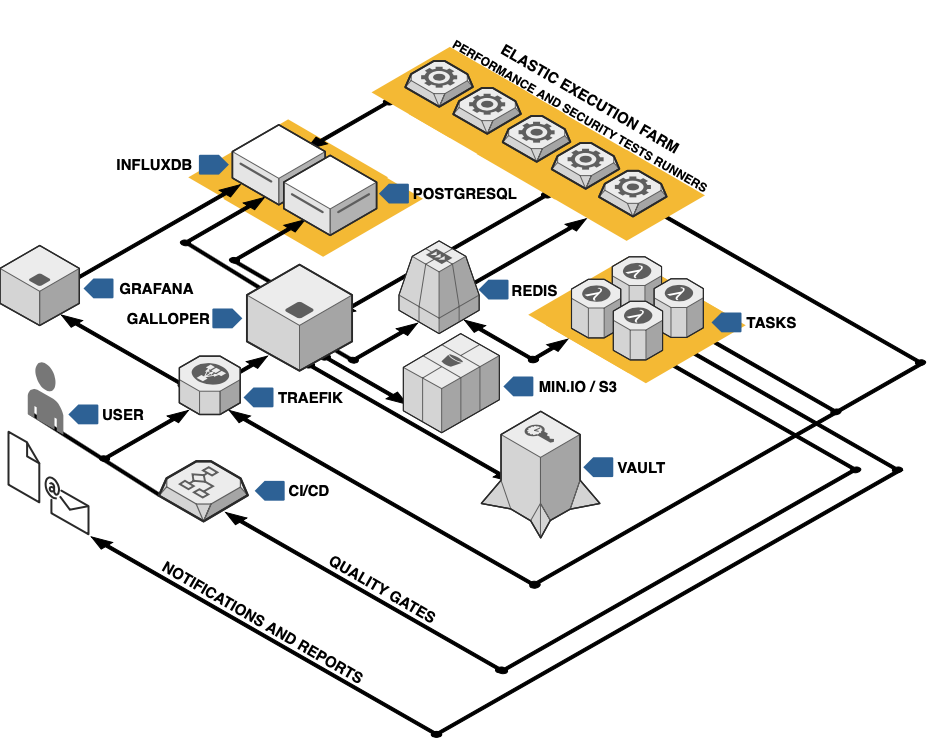 ELASTIC EXECUTION FARM
PERFORMANCE AND SECURITY TESTS RUNNERS
INFLUXDB
POSTGRESQL
GRAFANA
REDIS
GALLOPER
TASKS
MIN.IO / S3
TRAEFIK
USER
VAULT
CI/CD
@
QUALITY GATES
NOTIFICATIONS AND REPORTS